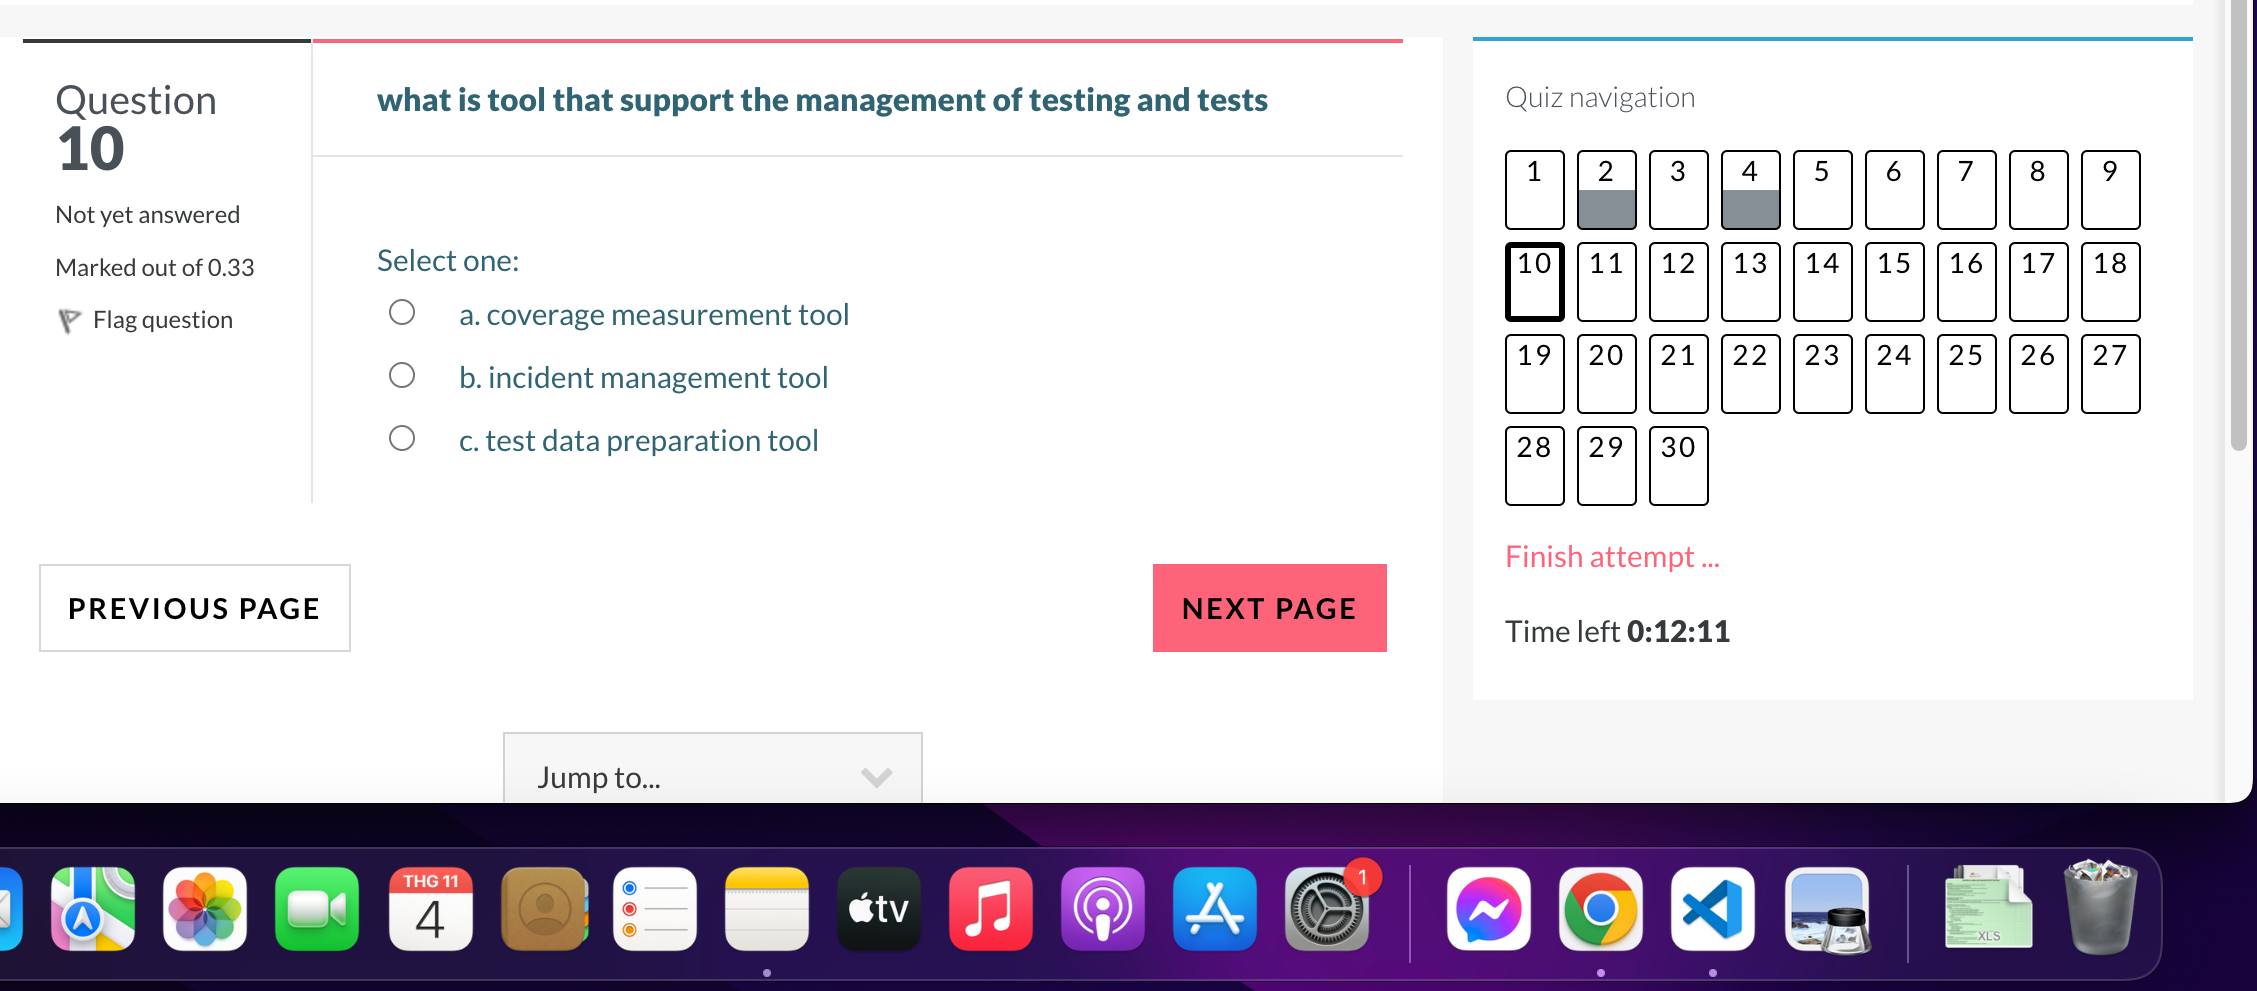 Question
10
Not yet answered
Marked out of 0.33
Flag question
what is tool that support the management of testing and tests
Select one:
a. coverage measurement tool
b. incident management tool
c. test data preparation tool
PREVIOUS PAGE
NEXT PAGE
Jump to...
Quiz navigation
1 2 3 4 5 6 7 8 9
10 11 12 13 14 15 16 17 18
19 20 21 22 23 24 25 26 27
28 29 30
Finish attempt ...
Time left 0:12:11
THG 11
4
tv
1
XLS